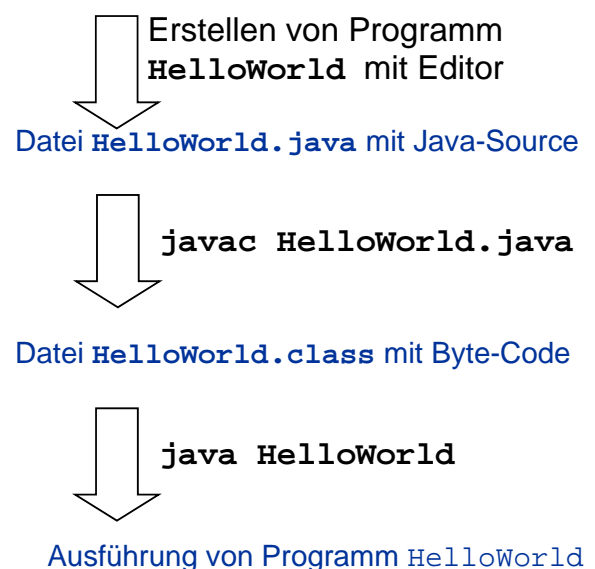 Erstellen von Programm
HelloWorld mit Editor
Datei HelloWorld.java mit Java-Source
javac HelloWorld.java
Datei HelloWorld.class mit Byte-Code
java HelloWorld
Ausführung von Programm HelloWorld